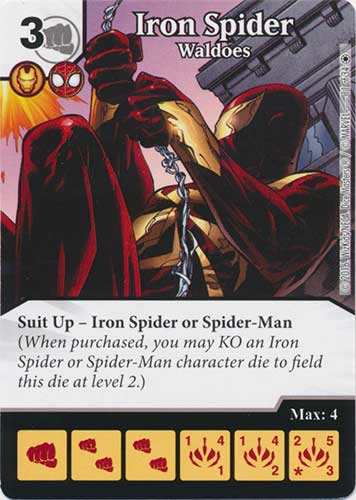 3
Iron Spider
Waldoes
Suit Up – Iron Spider or Spider-Man
(When purchased, you may KO an Iron
Spider or Spider-Man character die to field
this die at level 2.)
Max: 4
1 4
1
1 4
2
2 5
* 3